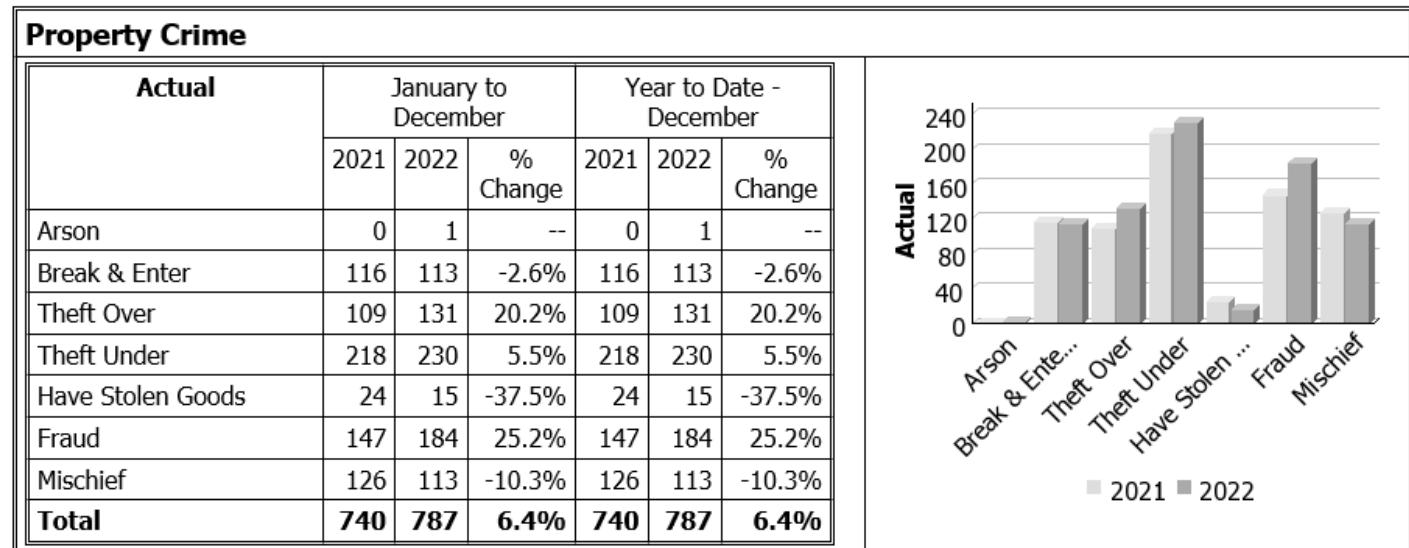 Property Crime
Actual January to December Year to Date - December
2021 2022 % Change 2021 2022 % Change
Arson 0 1 -- 0 1 --
Break & Enter 116 113 -2.6% 116 113 -2.6%
Theft Over 109 131 20.2% 109 131 20.2%
Theft Under 218 230 5.5% 218 230 5.5%
Have Stolen Goods 24 15 -37.5% 24 15 -37.5%
Fraud 147 184 25.2% 147 184 25.2%
Mischief 126 113 -10.3% 126 113 -10.3%
Total 740 787 6.4% 740 787 6.4%
Actual
240
200
160
120
80
40
0
Arson
Break & Ente...
Theft Over
Theft Under
Have Stolen ...
Fraud
Mischief
2021 2022